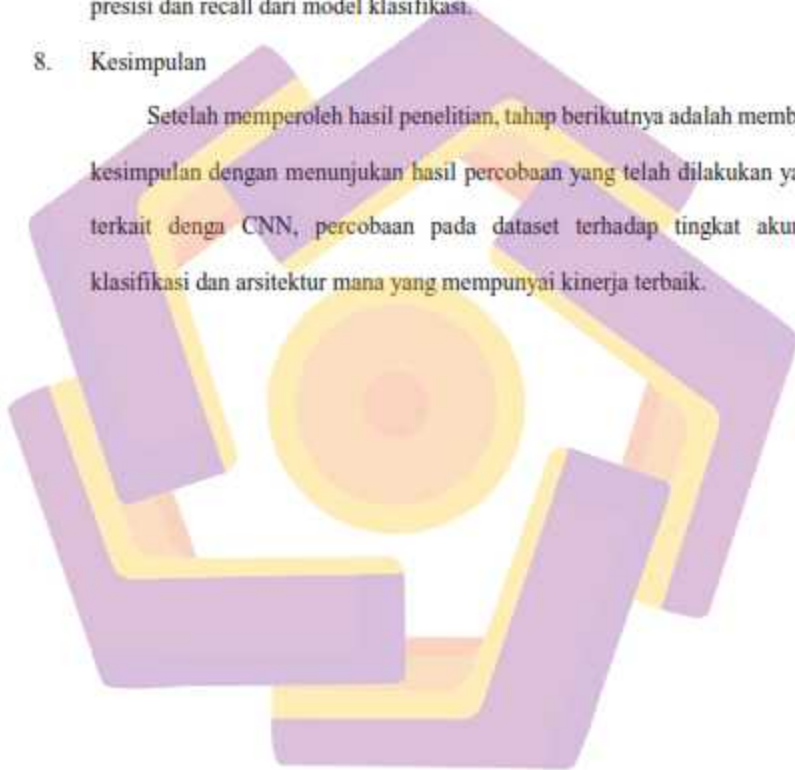 presisi dan recall dari model klasifikasi.
8. Kesimpulan
Setelah memperoleh hasil penelitian, tahap berikutnya adalah memb
kesimpulan dengan menunjukan hasil percobaan yang telah dilakukan ya
terkait denga CNN, percobaan pada dataset terhadap tingkat akur
klasifikasi dan arsitektur mana yang mempunyai kinerja terbaik.